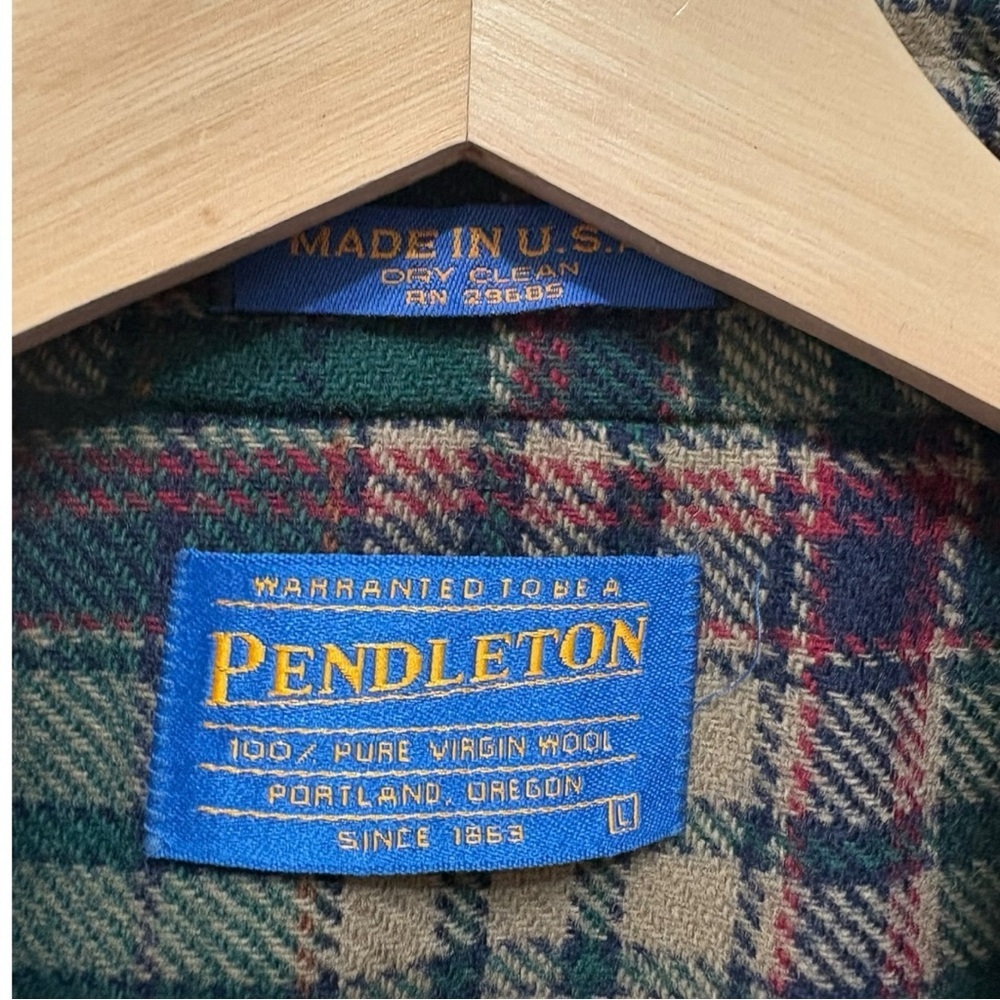 MADE IN U.S.
DRY CLEAN
RN 29685
WARRANTED TO BE A
PENDLETON
100% PURE VIRGIN WOOL
PORTLAND, OREGON
L
SINCE 1863